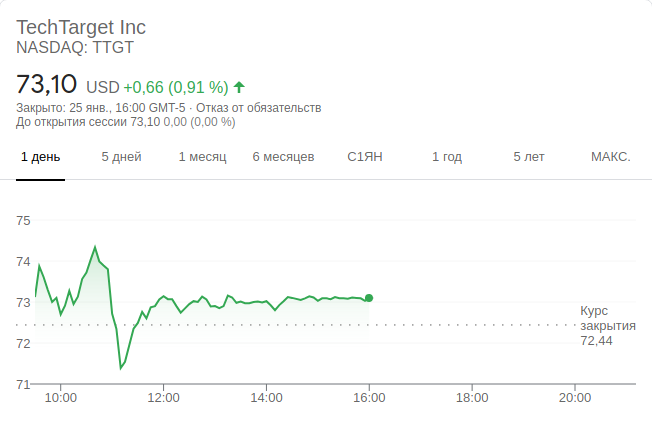 TechTarget Inc
NASDAQ: TTGT
73,10 USD +0,66 (0,91 %)
Закрыто: 25 янв., 16:00 GMT-5 · Отказ от обязательств
До открытия сессии 73,10 0,00 (0,00 %)
1 день 5 дней 1 месяц 6 месяцев С1ЯН 1 год 5 лет МАКС.
75
74
73
72
71
Курс
закрытия
72,44
10:00 12:00 14:00 16:00 18:00 20:00